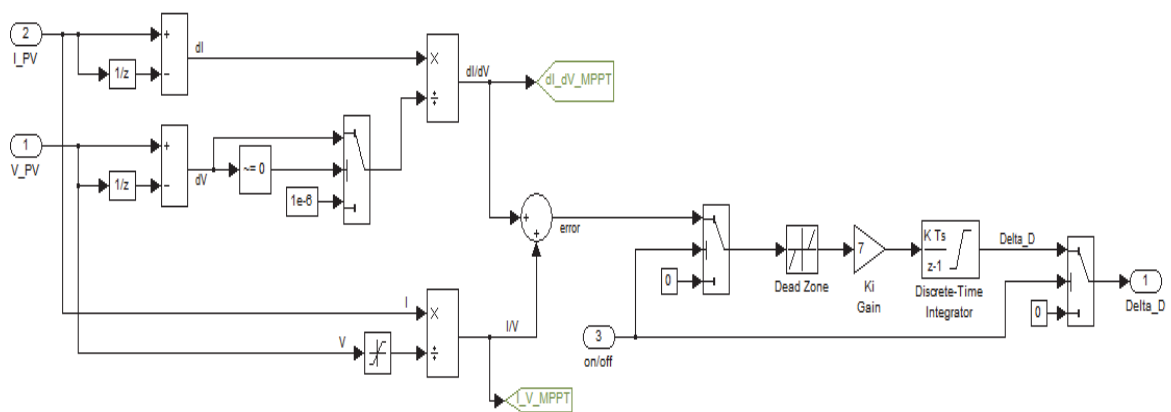 2
I_PV
+
−
1/z
dI
×
÷
dI/dV
dI_dV_MPPT
1
V_PV
+
−
1/z
dV
~= 0
1e-6
+
+
error
0
7
Ki
Gain
Dead Zone
K Ts
z-1
Discrete-Time
Integrator
Delta_D
0
1
Delta_D
I
V
×
÷
I/V
I_V_MPPT
3
on/off